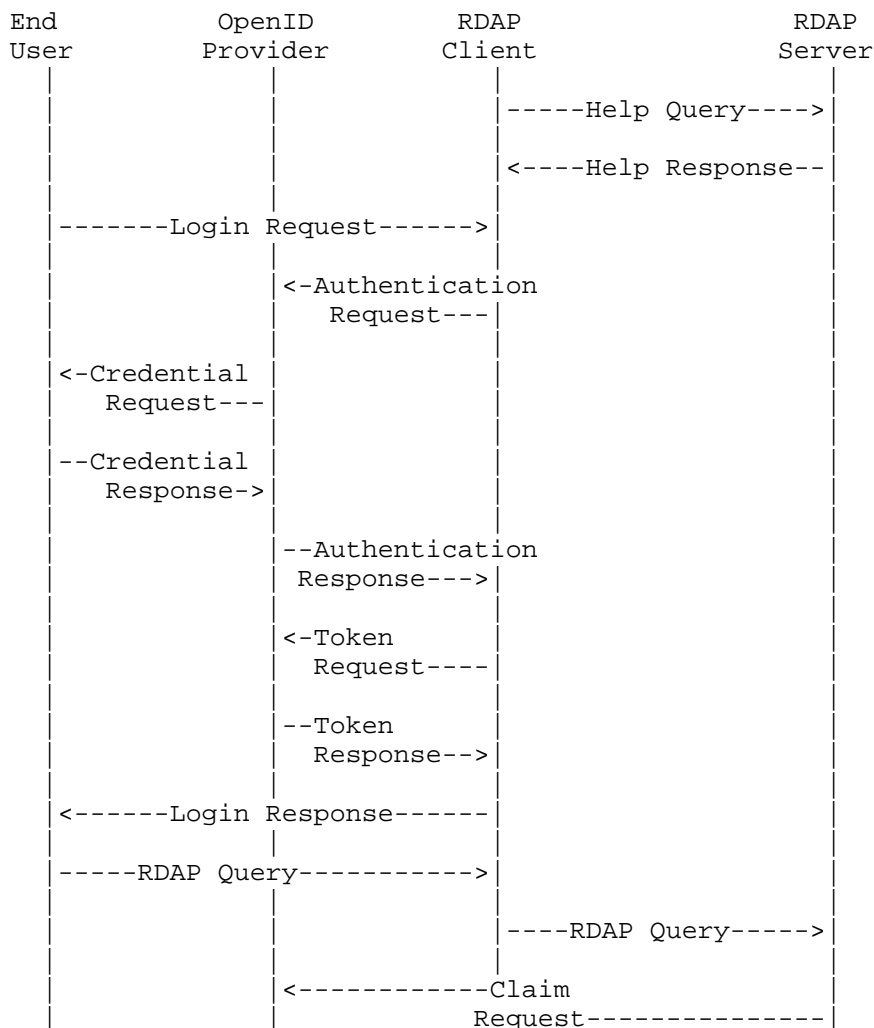 End OpenID RDAP RDAP
User Provider Client Server
-----Help Query---->
<----Help Response--
-------Login Request------>
<-Authentication
Request---
<-Credential
Request---
--Credential
Response->
--Authentication
Response--->
<-Token
Request----
--Token
Response-->
<------Login Response------
-----RDAP Query----------->
----RDAP Query----->
<------------Claim
Request---------------